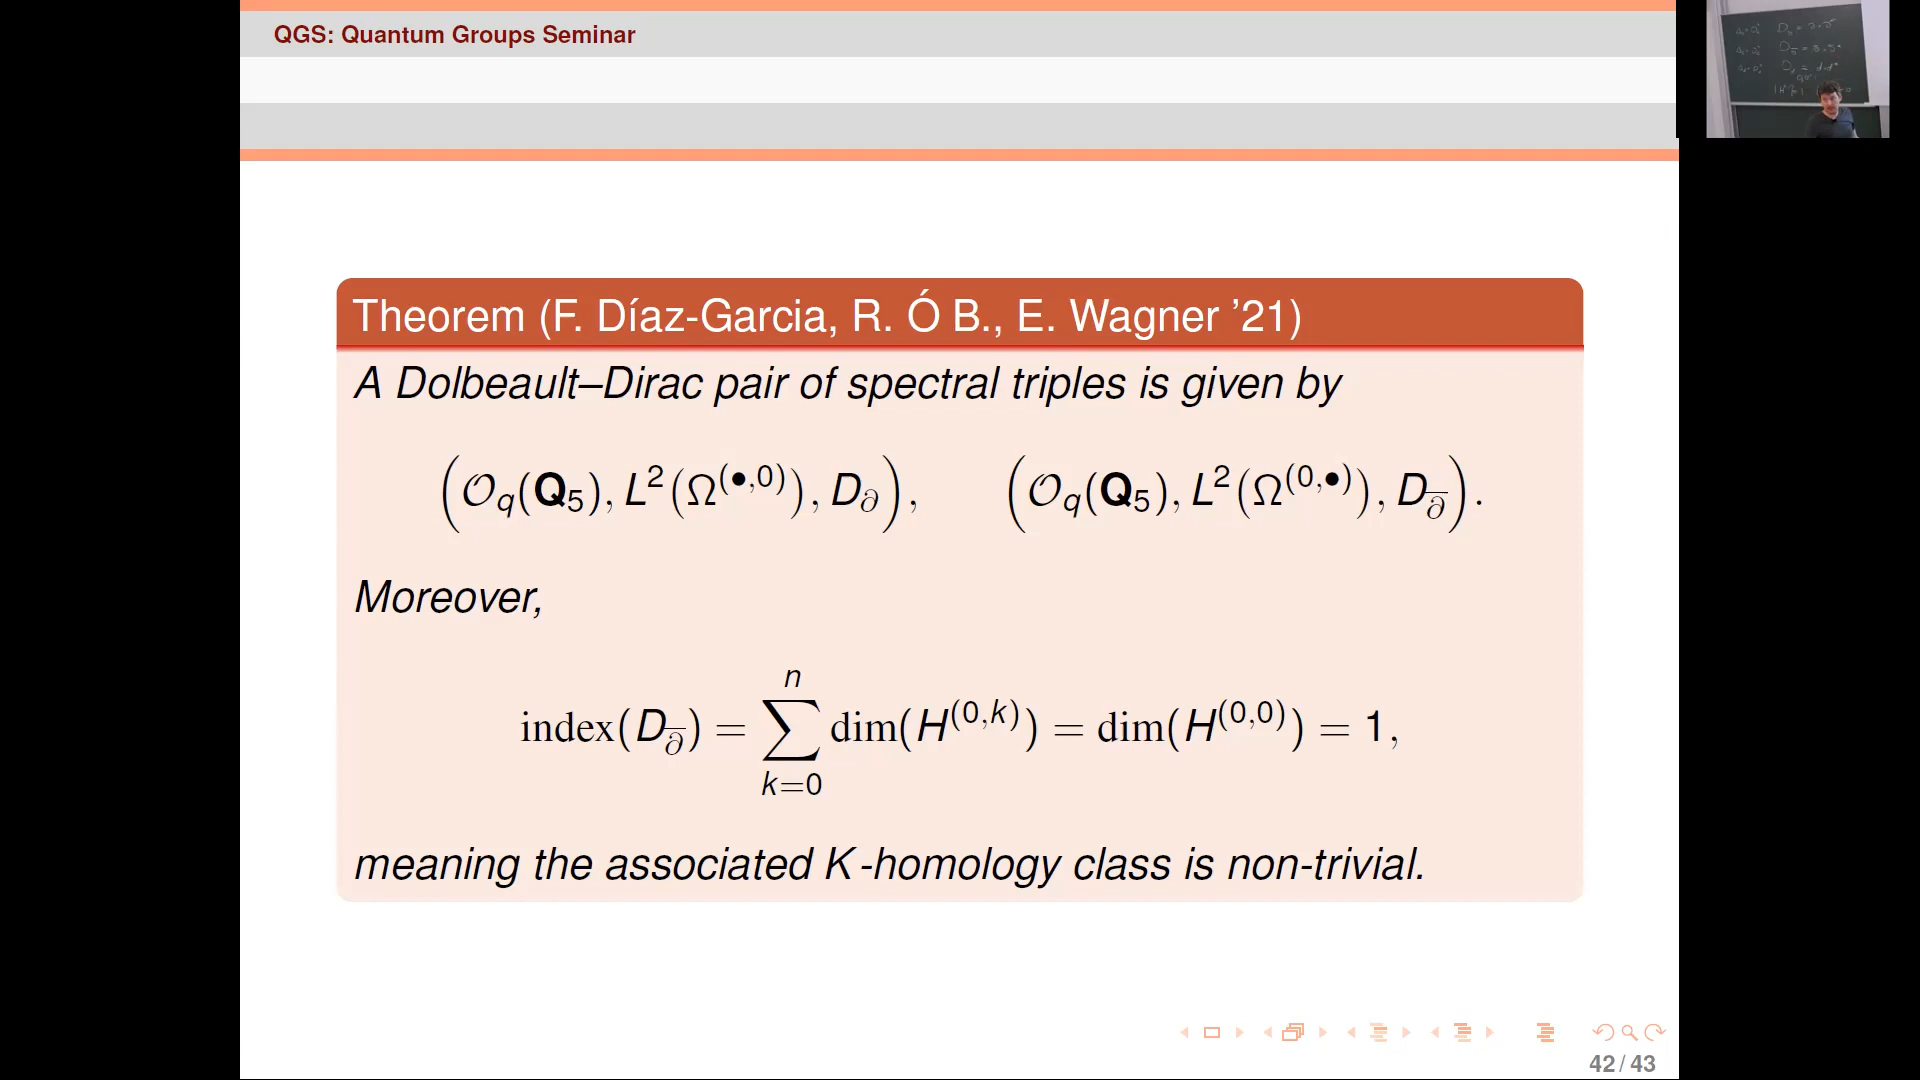 QGS: Quantum Groups Seminar
Theorem (F. Díaz-Garcia, R. Ó B., E. Wagner ’21)
A Dolbeault–Dirac pair of spectral triples is given by
(𝒪_q(𝐐_5), L^2(Ω^{(•,0)}), D_∂), (𝒪_q(𝐐_5), L^2(Ω^{(0,•)}), D_{\overline{∂}}).
Moreover,
index(D_{\overline{∂}}) = ∑_{k=0}^{n} dim(H^{(0,k)}) = dim(H^{(0,0)}) = 1,
meaning the associated K-homology class is non-trivial.
42 / 43